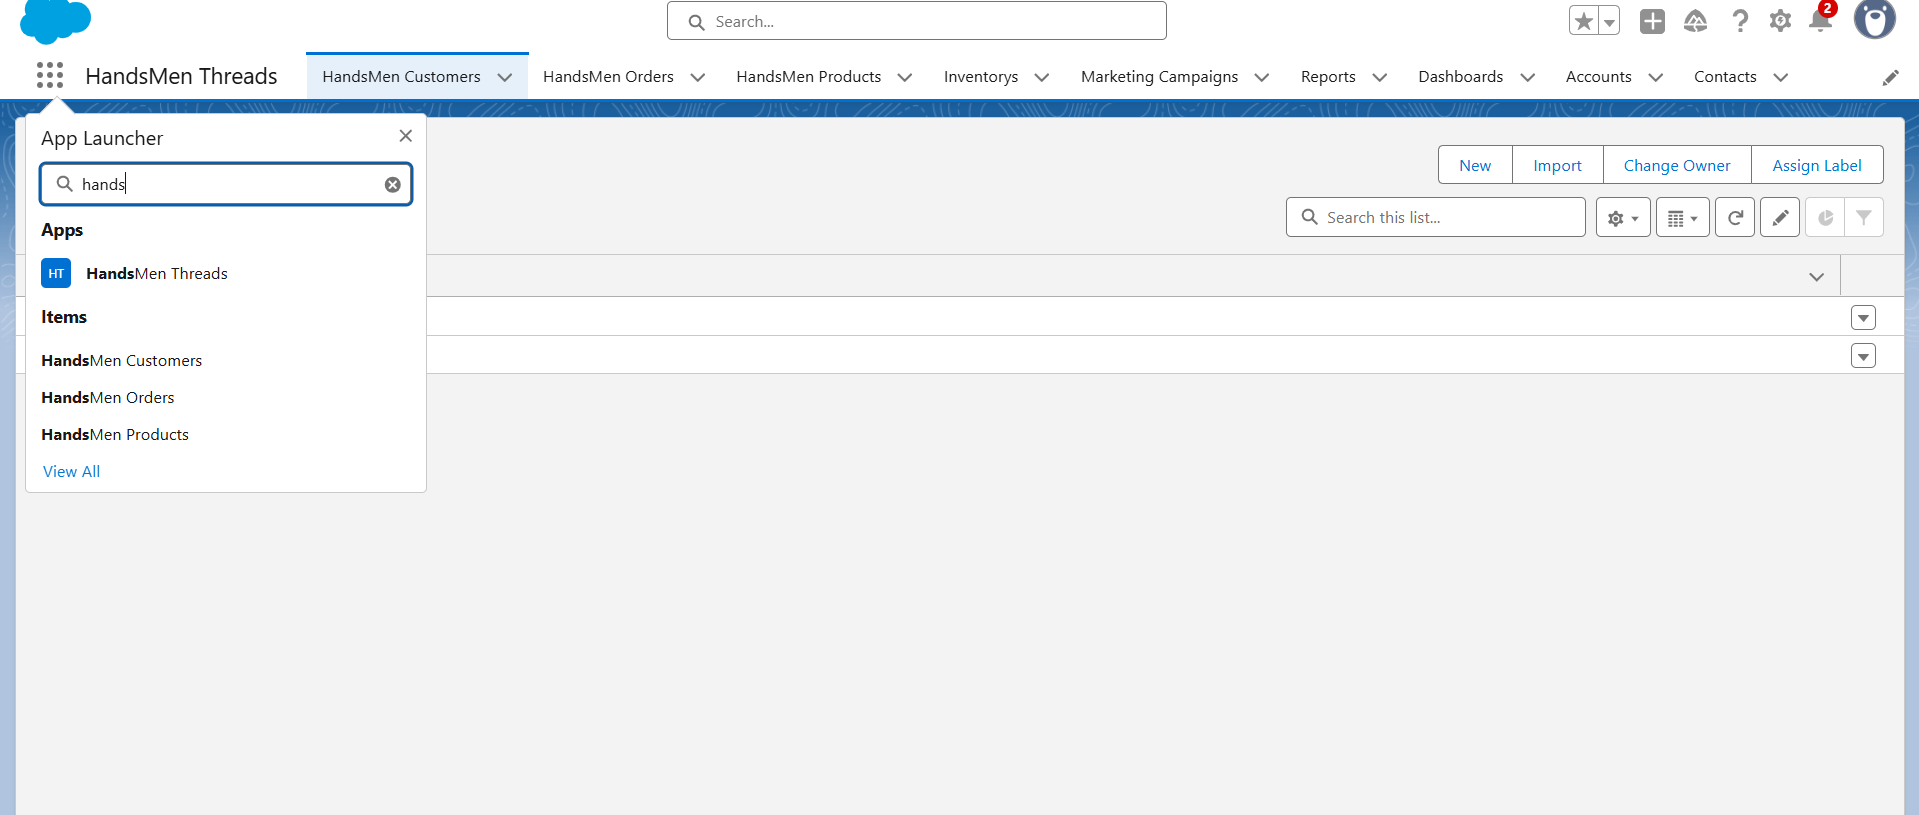 Search...
2
HandsMen Threads HandsMen Customers HandsMen Orders HandsMen Products Inventorys Marketing Campaigns Reports Dashboards Accounts Contacts
App Launcher
hands
Apps
HT HandsMen Threads
Items
HandsMen Customers
HandsMen Orders
HandsMen Products
View All
New Import Change Owner Assign Label
Search this list...